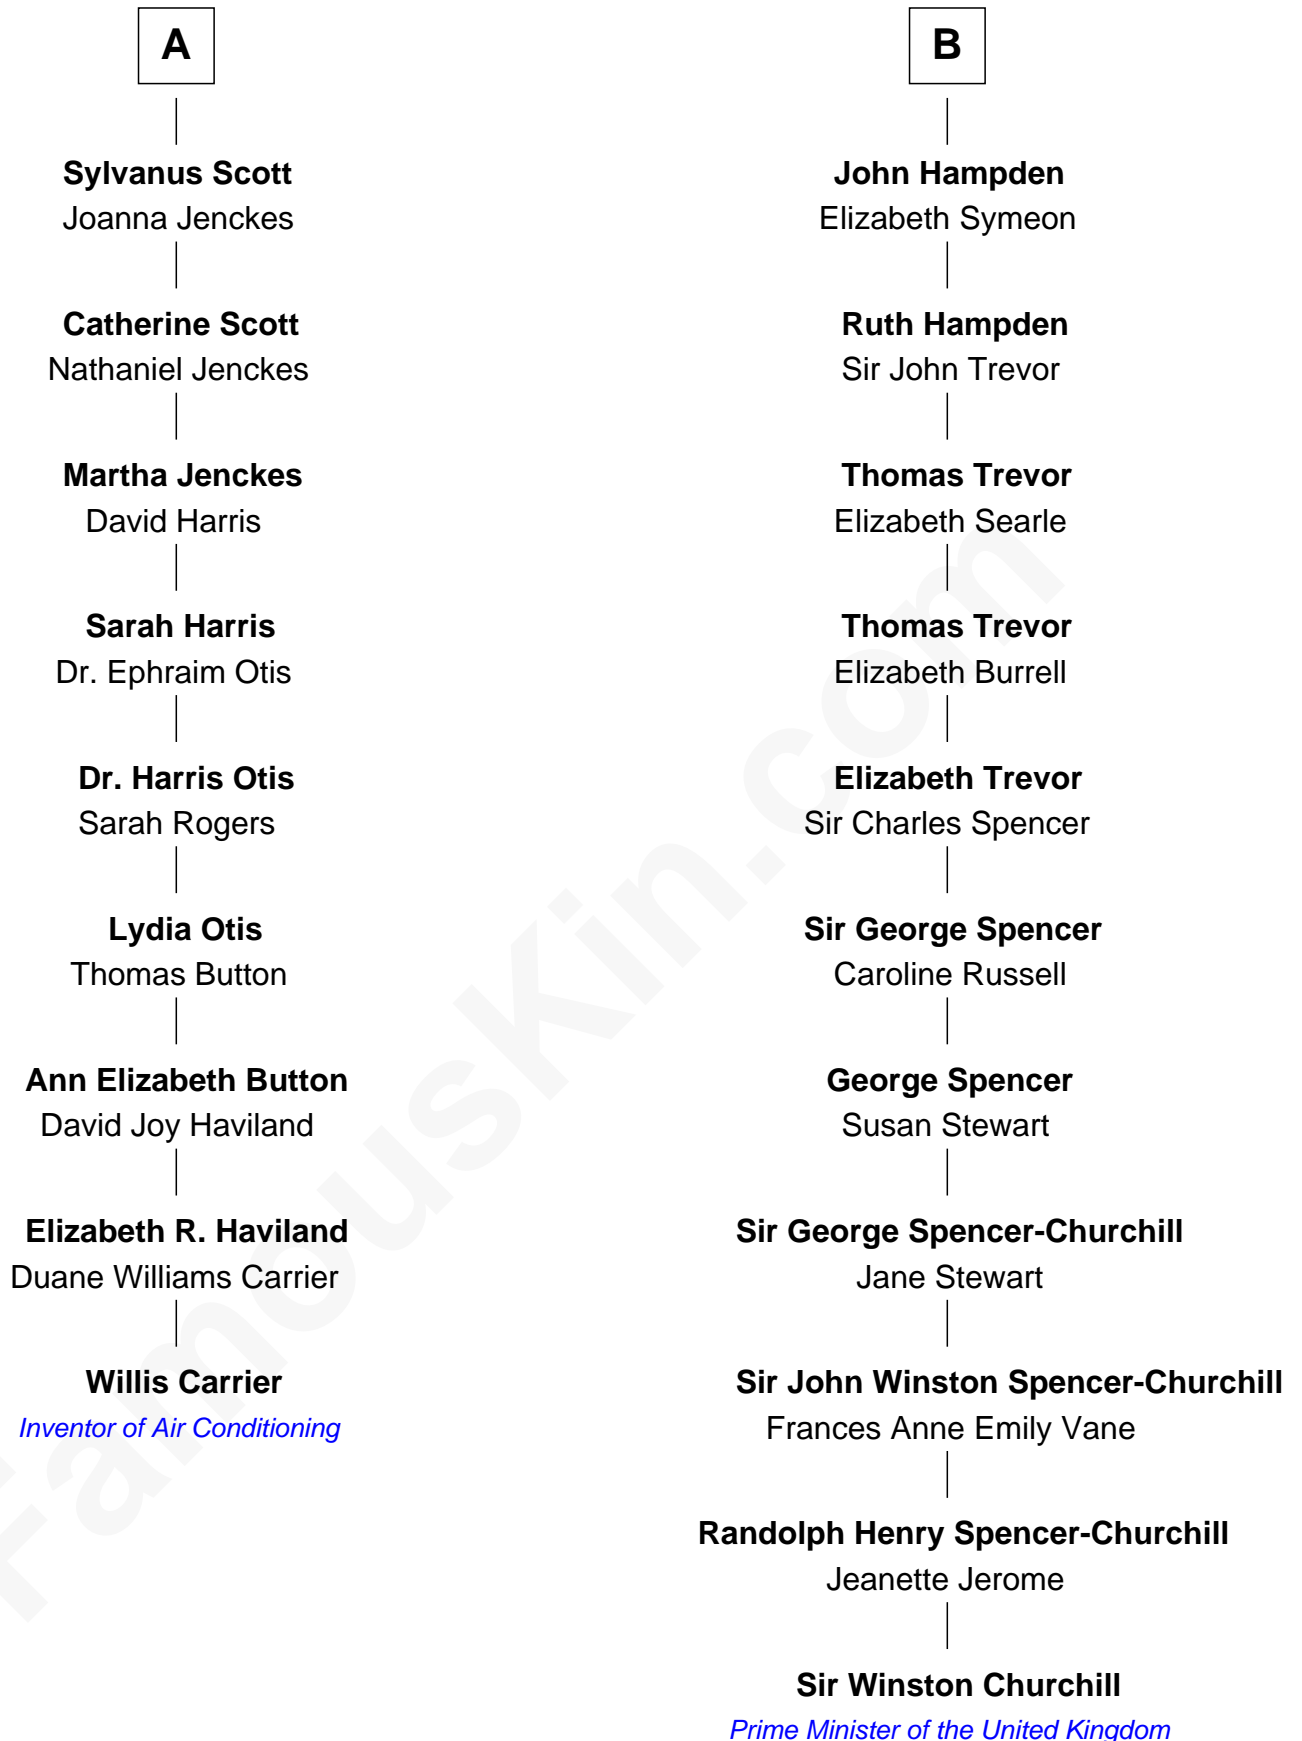 A
Sylvanus Scott
Joanna Jenckes
Catherine Scott
Nathaniel Jenckes
Martha Jenckes
David Harris
Sarah Harris
Dr. Ephraim Otis
Dr. Harris Otis
Sarah Rogers
Lydia Otis
Thomas Button
Ann Elizabeth Button
David Joy Haviland
Elizabeth R. Haviland
Duane Williams Carrier
Willis Carrier
Inventor of Air Conditioning
B
John Hampden
Elizabeth Symeon
Ruth Hampden
Sir John Trevor
Thomas Trevor
Elizabeth Searle
Thomas Trevor
Elizabeth Burrell
Elizabeth Trevor
Sir Charles Spencer
Sir George Spencer
Caroline Russell
George Spencer
Susan Stewart
Sir George Spencer-Churchill
Jane Stewart
Sir John Winston Spencer-Churchill
Frances Anne Emily Vane
Randolph Henry Spencer-Churchill
Jeanette Jerome
Sir Winston Churchill
Prime Minister of the United Kingdom
FamousKin.com